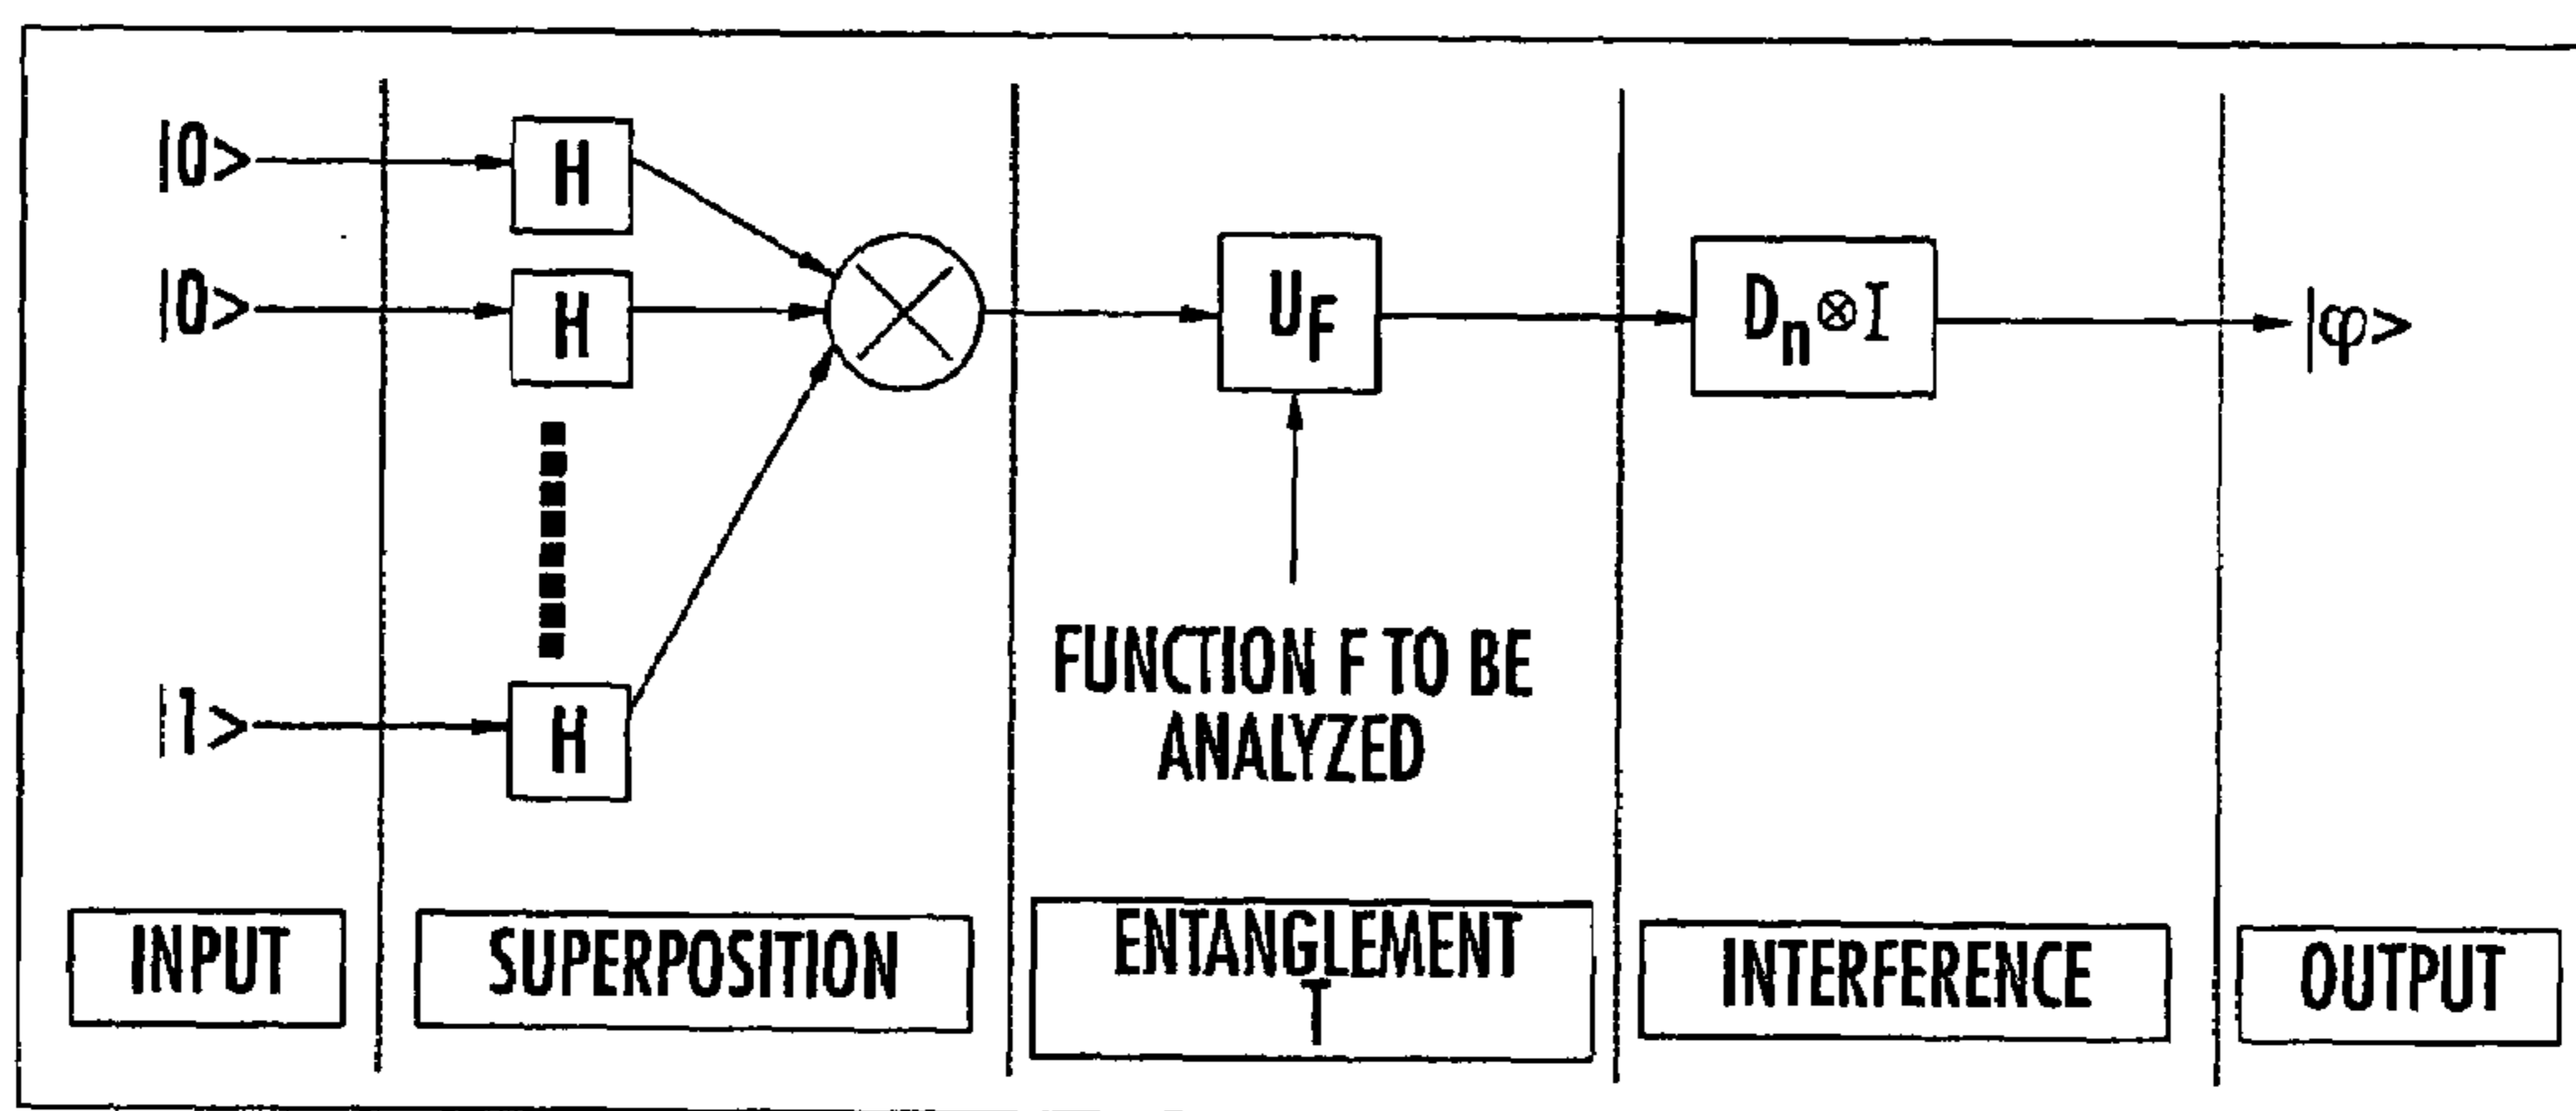 |0>
H
|0>
H
U_F
D_n⊗I
|φ>
FUNCTION F TO BE
ANALYZED
|1>
H
INPUT
SUPERPOSITION
ENTANGLEMENT
T
INTERFERENCE
OUTPUT